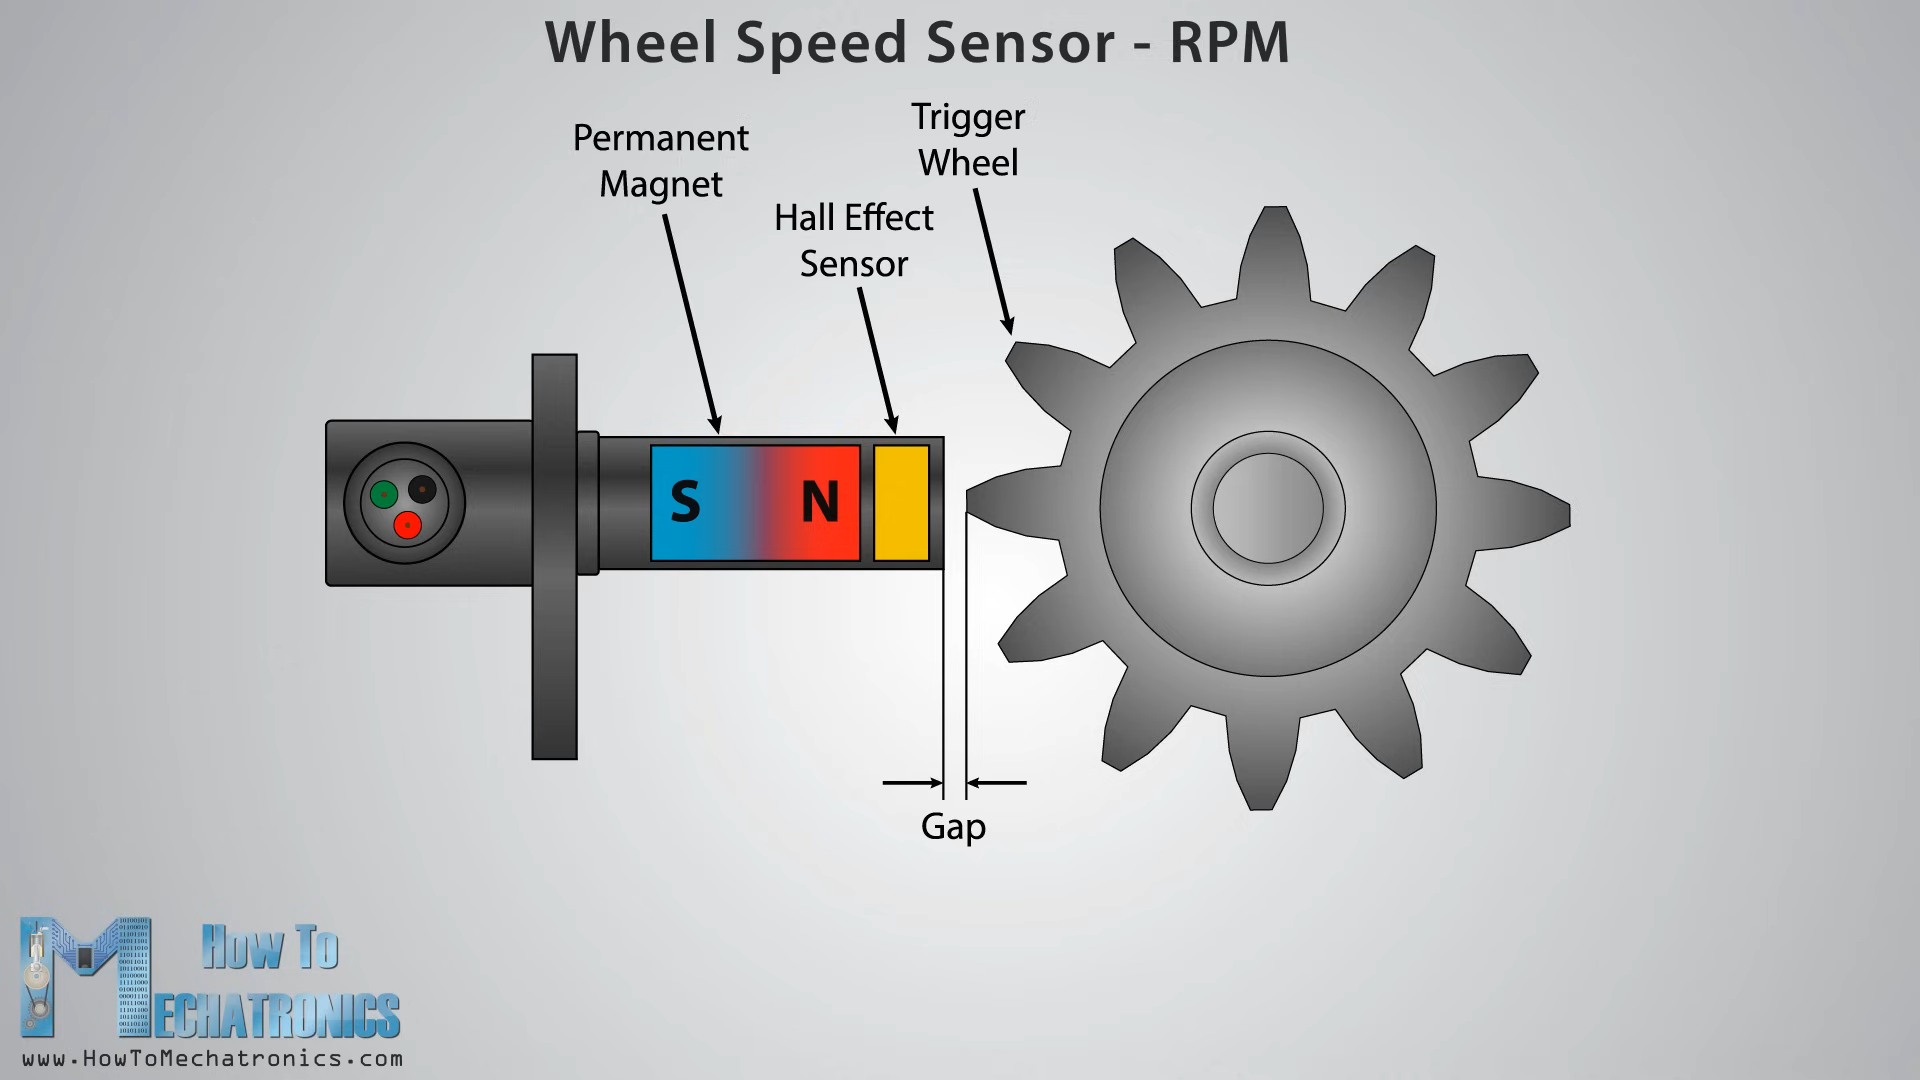 Wheel Speed Sensor - RPM
Trigger
Wheel
Permanent
Magnet
Hall Effect
Sensor
S
N
Gap
How To
MECHATRONICS
www.HowToMechatronics.com